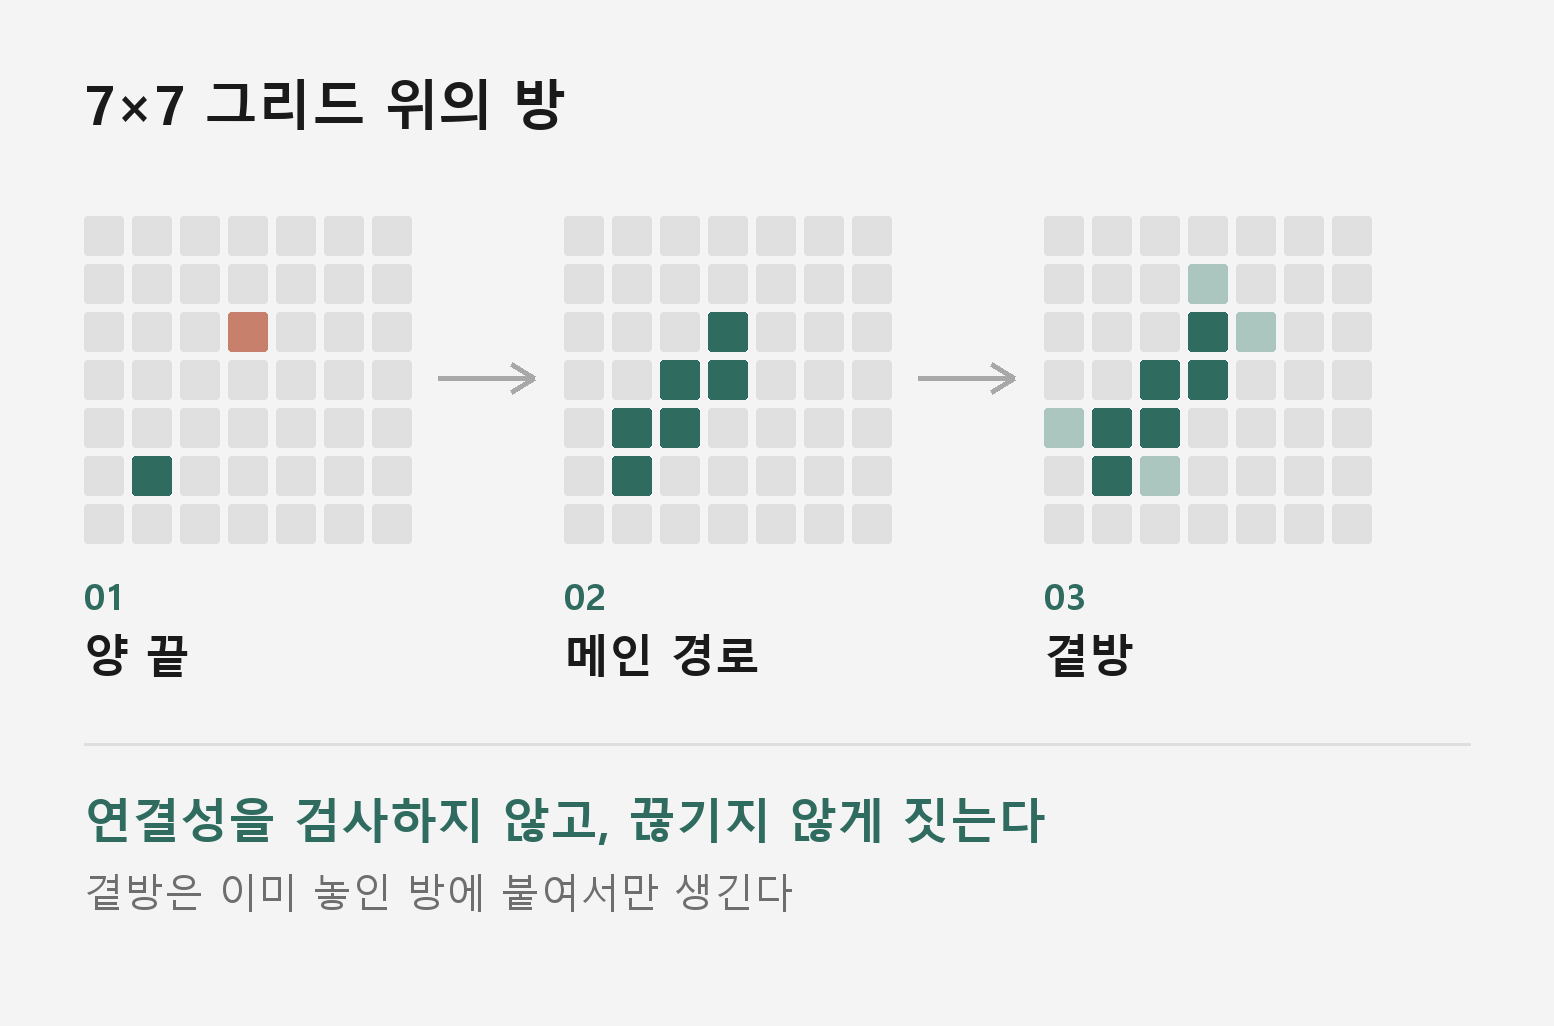 7×7 그리드 위의 방
01
양 끝
02
메인 경로
03
곁방
연결성을 검사하지 않고, 끊기지 않게 짓는다
곁방은 이미 놓인 방에 붙여서만 생긴다